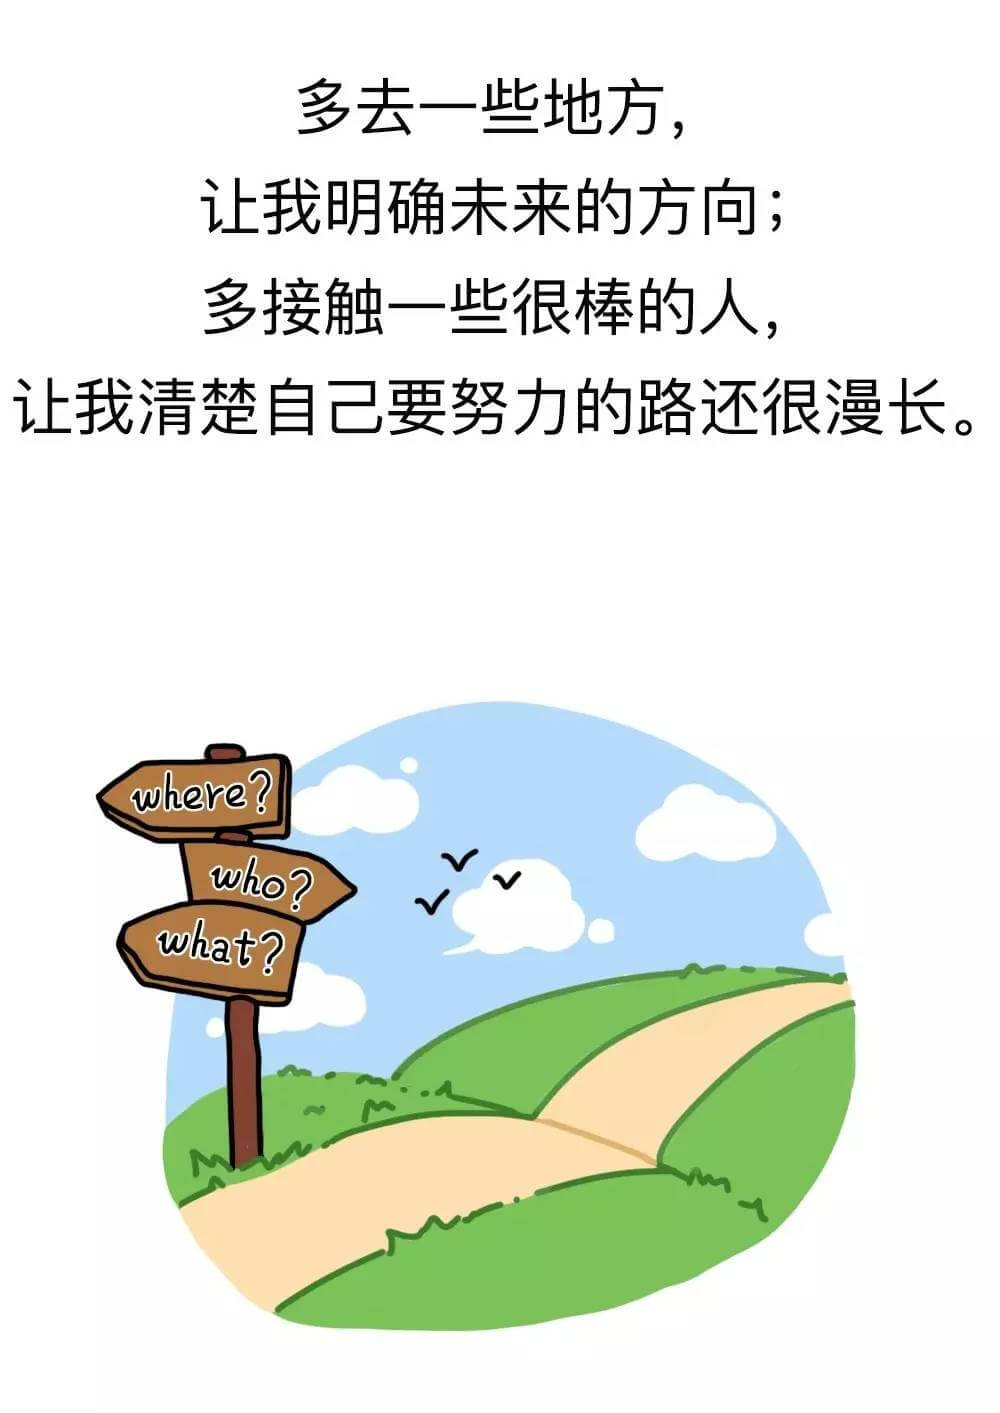 多去一些地方，
让我明确未来的方向；
多接触一些很棒的人，
让我清楚自己要努力的路还很漫长。
where?
who?
what?